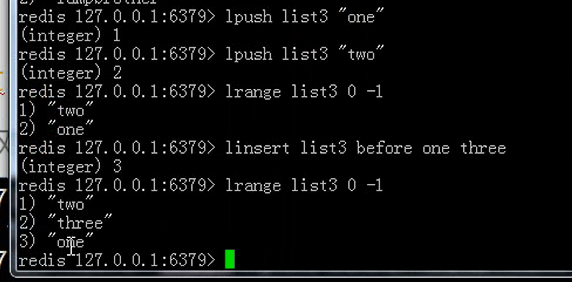 redis 127.0.0.1:6379> lpush list3 "one"
(integer) 1
redis 127.0.0.1:6379> lpush list3 "two"
(integer) 2
redis 127.0.0.1:6379> lrange list3 0 -1
1) "two"
2) "one"
redis 127.0.0.1:6379> linsert list3 before one three
(integer) 3
redis 127.0.0.1:6379> lrange list3 0 -1
1) "two"
2) "three"
3) "one"
redis 127.0.0.1:6379>